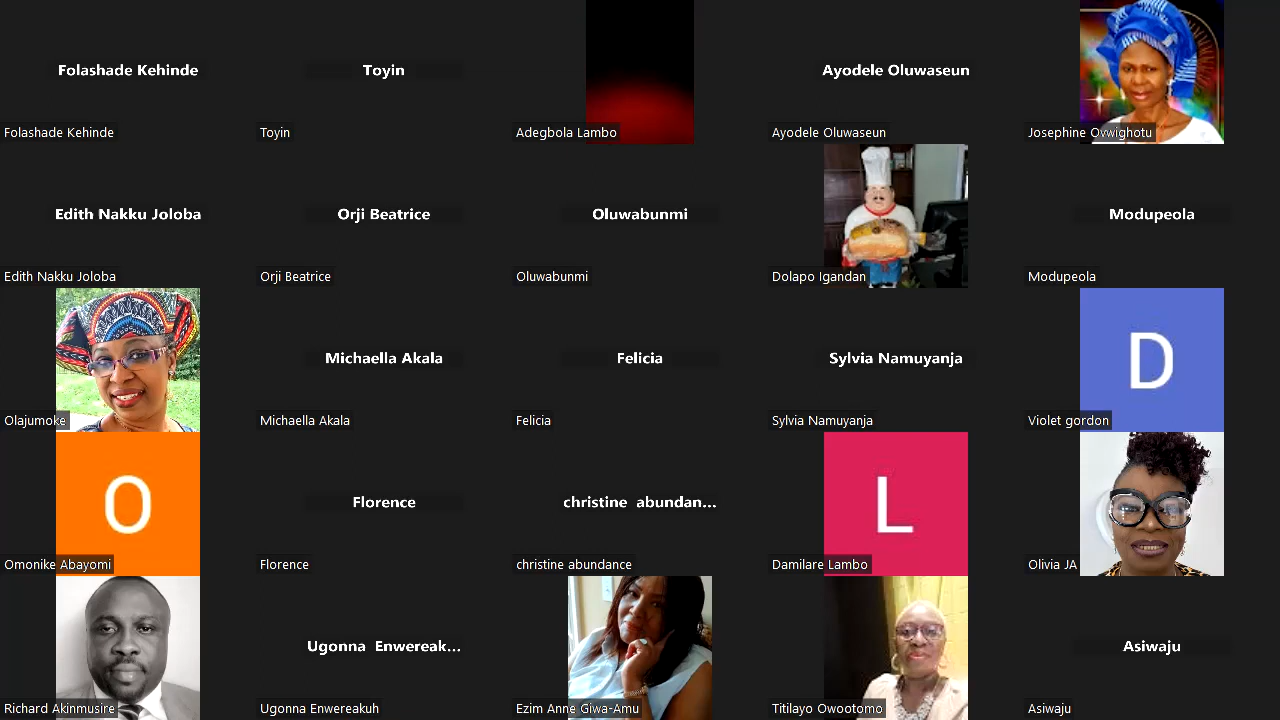 Folashade Kehinde
Folashade Kehinde
Toyin
Toyin
Adegbola Lambo
Ayodele Oluwaseun
Ayodele Oluwaseun
Josephine Ovwighotu
Edith Nakku Joloba
Edith Nakku Joloba
Orji Beatrice
Orji Beatrice
Oluwabunmi
Oluwabunmi
Dolapo Igandan
Modupeola
Modupeola
Olajumoke
Michaella Akala
Michaella Akala
Felicia
Felicia
Sylvia Namuyanja
Sylvia Namuyanja
D
Violet gordon
O
Omonike Abayomi
Florence
Florence
christine abundan...
christine abundance
L
Damilare Lambo
Olivia JA
Richard Akinmusire
Ugonna Enwereak...
Ugonna Enwereakuh
Ezim Anne Giwa-Amu
Titilayo Owootomo
Asiwaju
Asiwaju